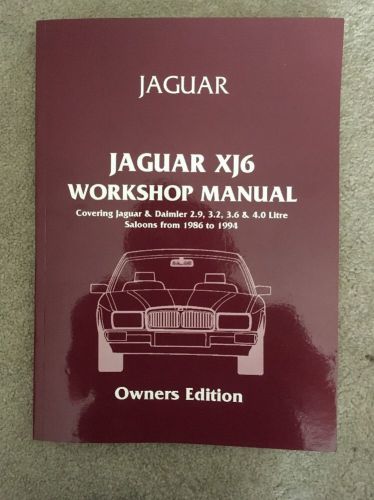 JAGUAR
JAGUAR XJ6
WORKSHOP MANUAL
Covering Jaguar & Daimler 2.9, 3.2, 3.6 & 4.0 Litre
Saloons from 1986 to 1994
Owners Edition